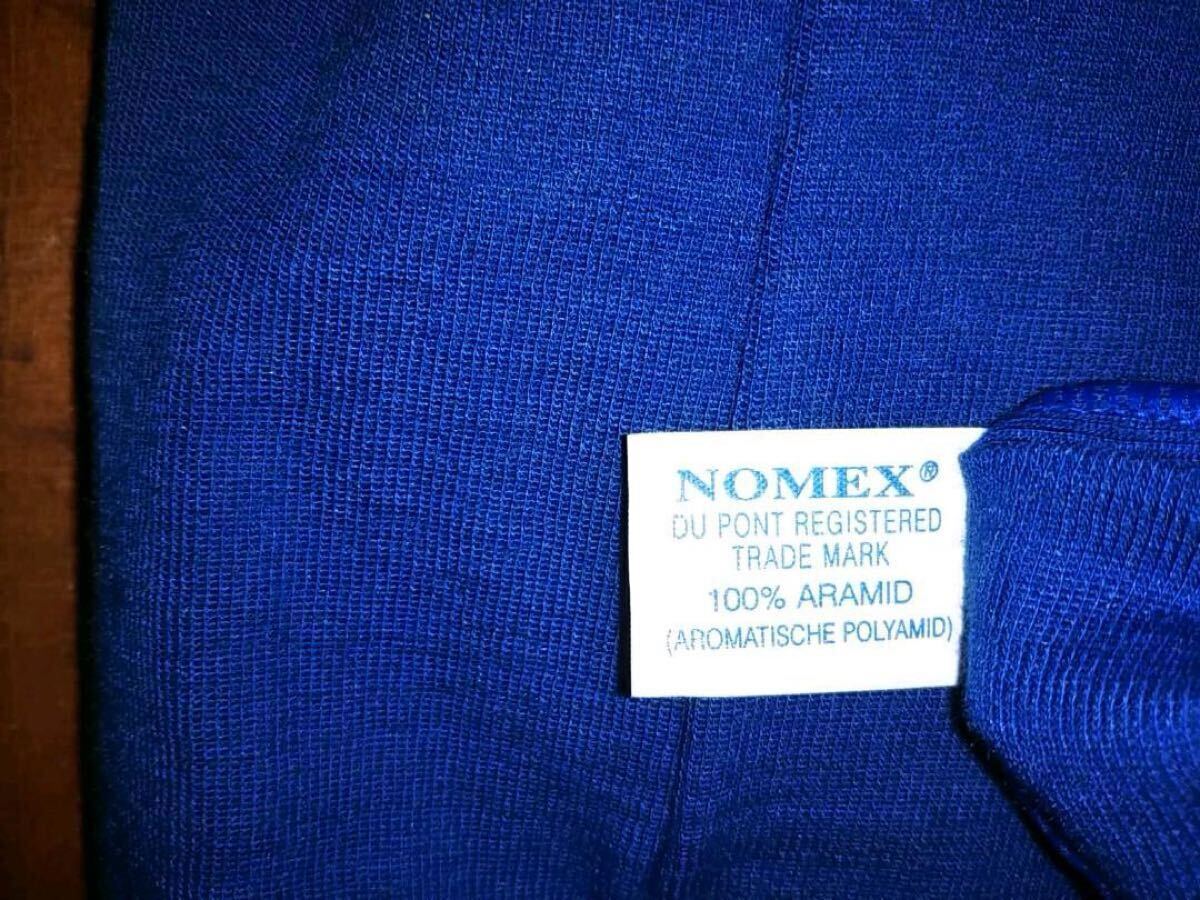 NOMEX®
DU PONT REGISTERED
TRADE MARK
100% ARAMID
(AROMATISCHE POLYAMID)